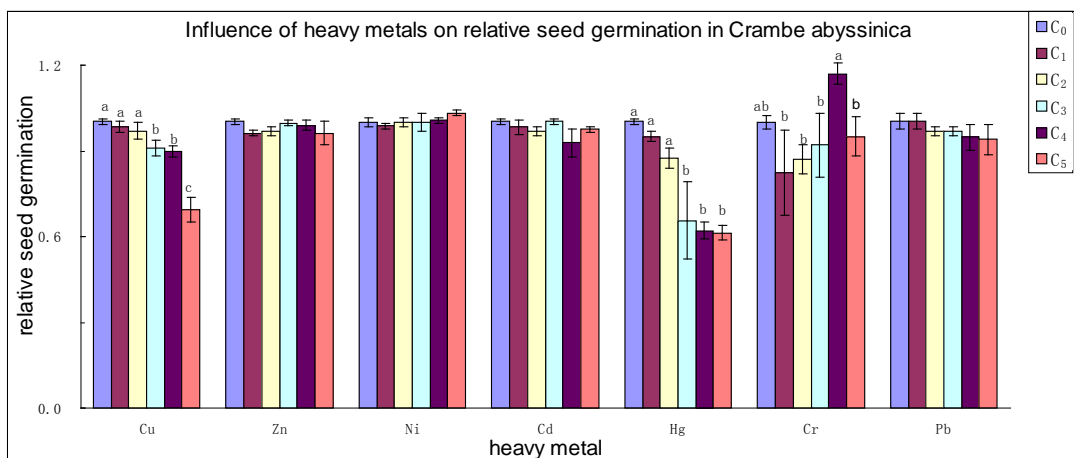 Influence of heavy metals on relative seed germination in Crambe abyssinica
C0
C1
C2
C3
C4
C5
relative seed germination
1.2
0.6
0.0
a a a b b c
a a a b b b
ab b b b a b
Cu Zn Ni Cd Hg Cr Pb
heavy metal